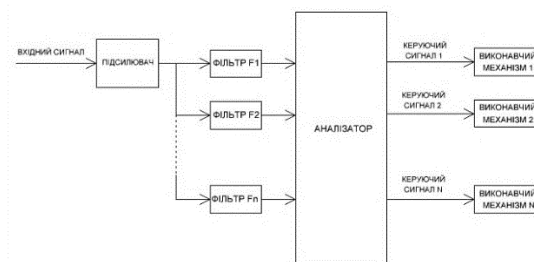 ВХІДНИЙ СИГНАЛ
ПІДСИЛЮВАЧ
ФІЛЬТР F1
ФІЛЬТР F2
ФІЛЬТР Fn
АНАЛІЗАТОР
КЕРУЮЧИЙ
СИГНАЛ 1
КЕРУЮЧИЙ
СИГНАЛ 2
КЕРУЮЧИЙ
СИГНАЛ N
ВИКОНАВЧИЙ
МЕХАНІЗМ 1
ВИКОНАВЧИЙ
МЕХАНІЗМ 2
ВИКОНАВЧИЙ
МЕХАНІЗМ N